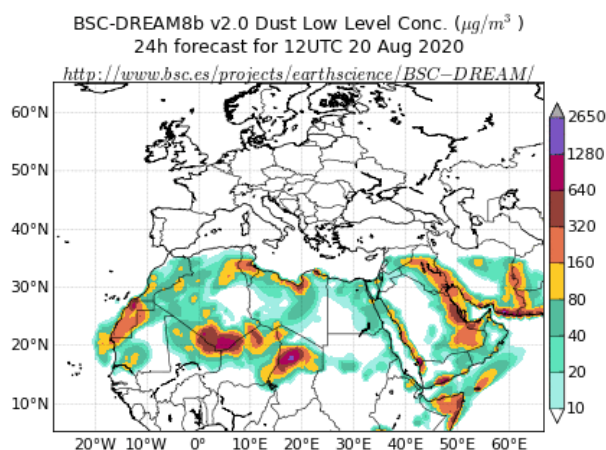 BSC-DREAM8b v2.0 Dust Low Level Conc. (μg/m³ )
24h forecast for 12UTC 20 Aug 2020
http://www.bsc.es/projects/earthscience/BSC−DREAM/
60°N
50°N
40°N
30°N
20°N
10°N
20°W 10°W 0° 10°E 20°E 30°E 40°E 50°E 60°E
2650
1280
640
320
160
80
40
20
10